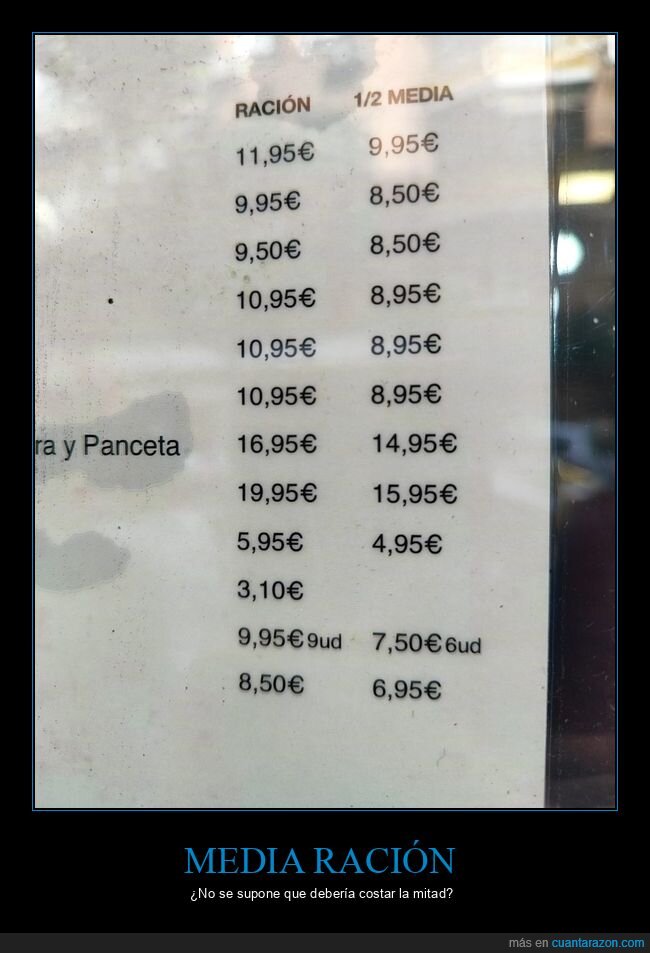 RACIÓN 1/2 MEDIA
11,95€ 9,95€
9,95€ 8,50€
9,50€ 8,50€
10,95€ 8,95€
10,95€ 8,95€
10,95€ 8,95€
ra y Panceta 16,95€ 14,95€
19,95€ 15,95€
5,95€ 4,95€
3,10€
9,95€ 9ud 7,50€ 6ud
8,50€ 6,95€
MEDIA RACIÓN
¿No se supone que debería costar la mitad?
más en cuantarazon.com